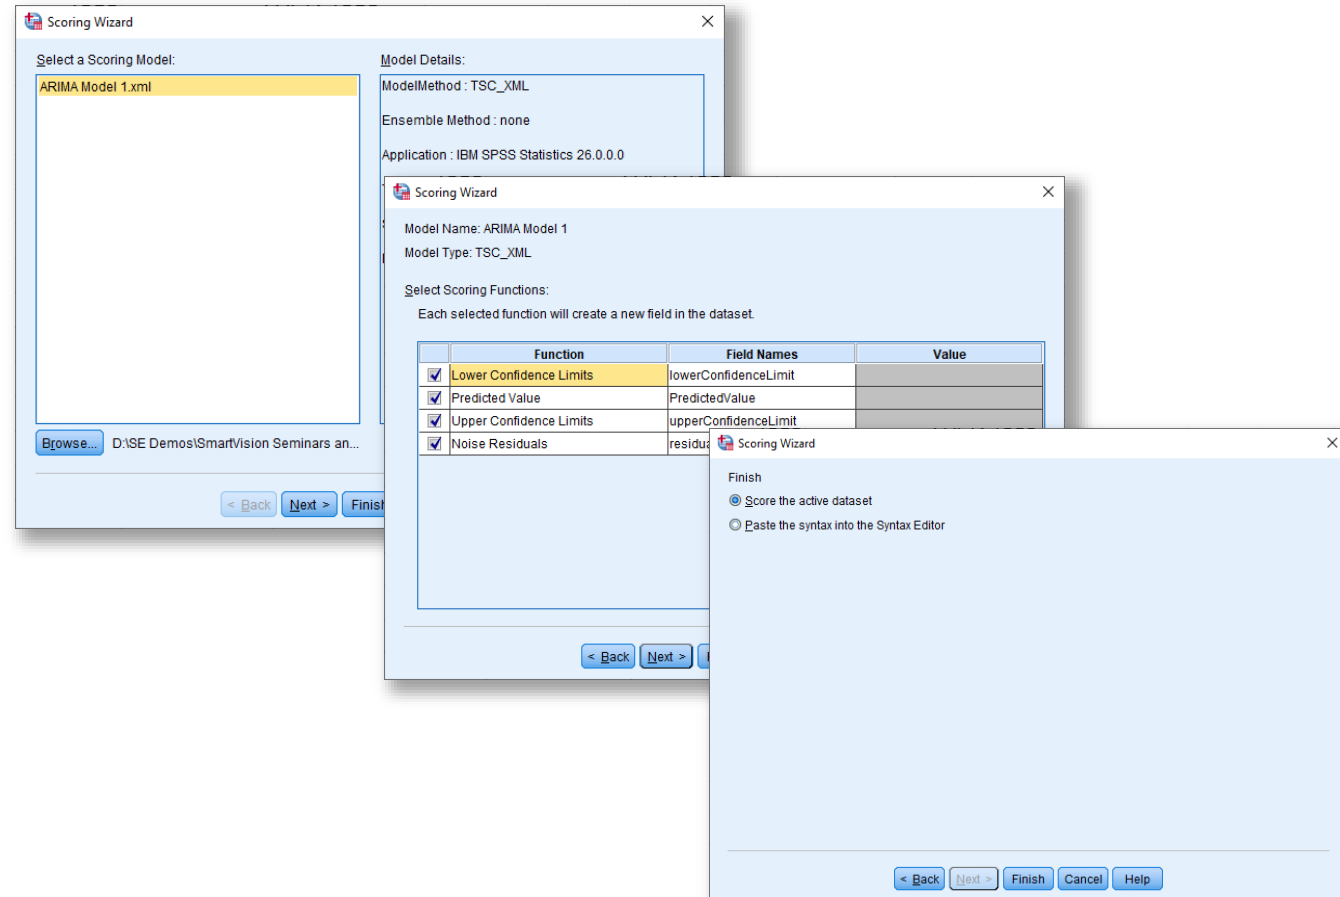 Scoring Wizard
Select a Scoring Model:
Model Details:
ARIMA Model 1.xml
ModelMethod : TSC_XML
Ensemble Method : none
Application : IBM SPSS Statistics 26.0.0.0
Browse... D:\SE Demos\SmartVision Seminars an...
< Back Next > Finish
Scoring Wizard
Model Name: ARIMA Model 1
Model Type: TSC_XML
Select Scoring Functions:
Each selected function will create a new field in the dataset.
Function Field Names Value
Lower Confidence Limits lowerConfidenceLimit
Predicted Value PredictedValue
Upper Confidence Limits upperConfidenceLimit
Noise Residuals residua
< Back Next >
Scoring Wizard
Finish
Score the active dataset
Paste the syntax into the Syntax Editor
< Back Next > Finish Cancel Help